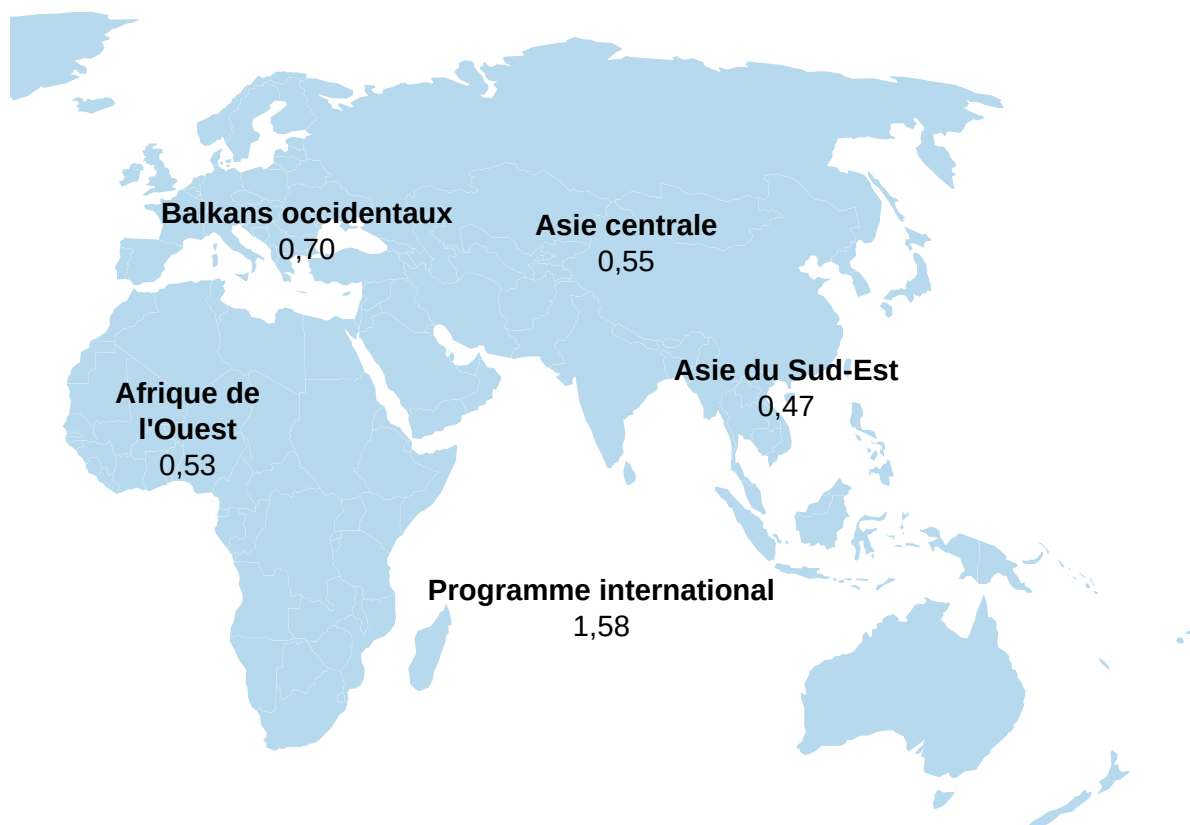 Balkans occidentaux
0,70
Asie centrale
0,55
Asie du Sud-Est
0,47
Afrique de
l'Ouest
0,53
Programme international
1,58